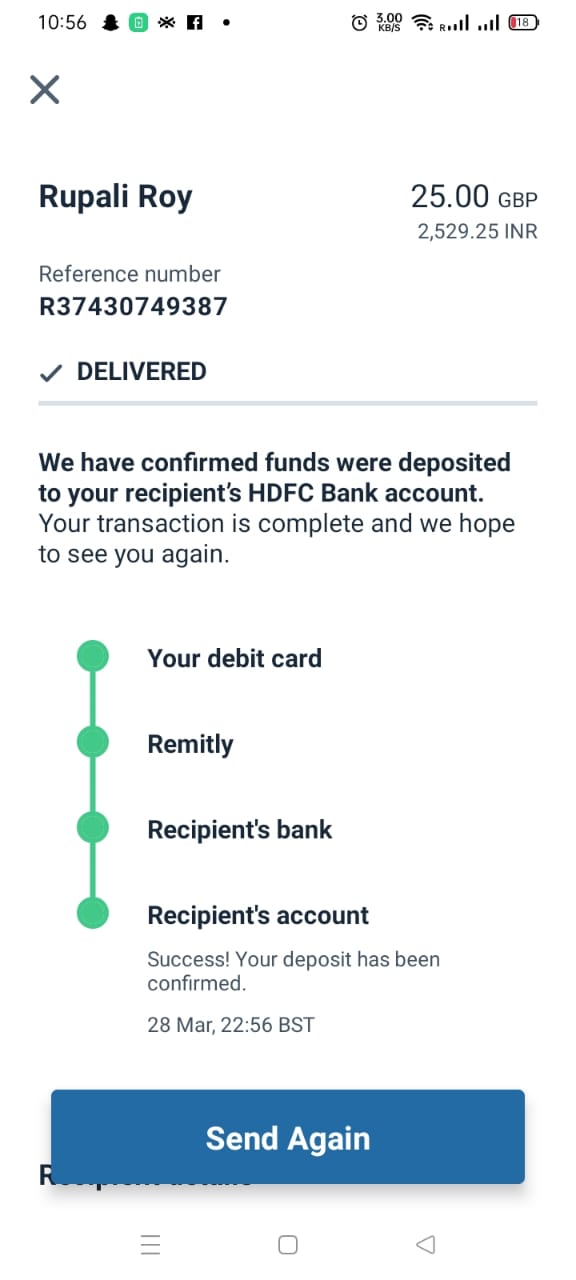 10:56
3.00
KB/S
R
18
Rupali Roy
25.00 GBP
2,529.25 INR
Reference number
R37430749387
DELIVERED
We have confirmed funds were deposited
to your recipient's HDFC Bank account.
Your transaction is complete and we hope
to see you again.
Your debit card
Remitly
Recipient's bank
Recipient's account
Success! Your deposit has been
confirmed.
28 Mar, 22:56 BST
Send Again